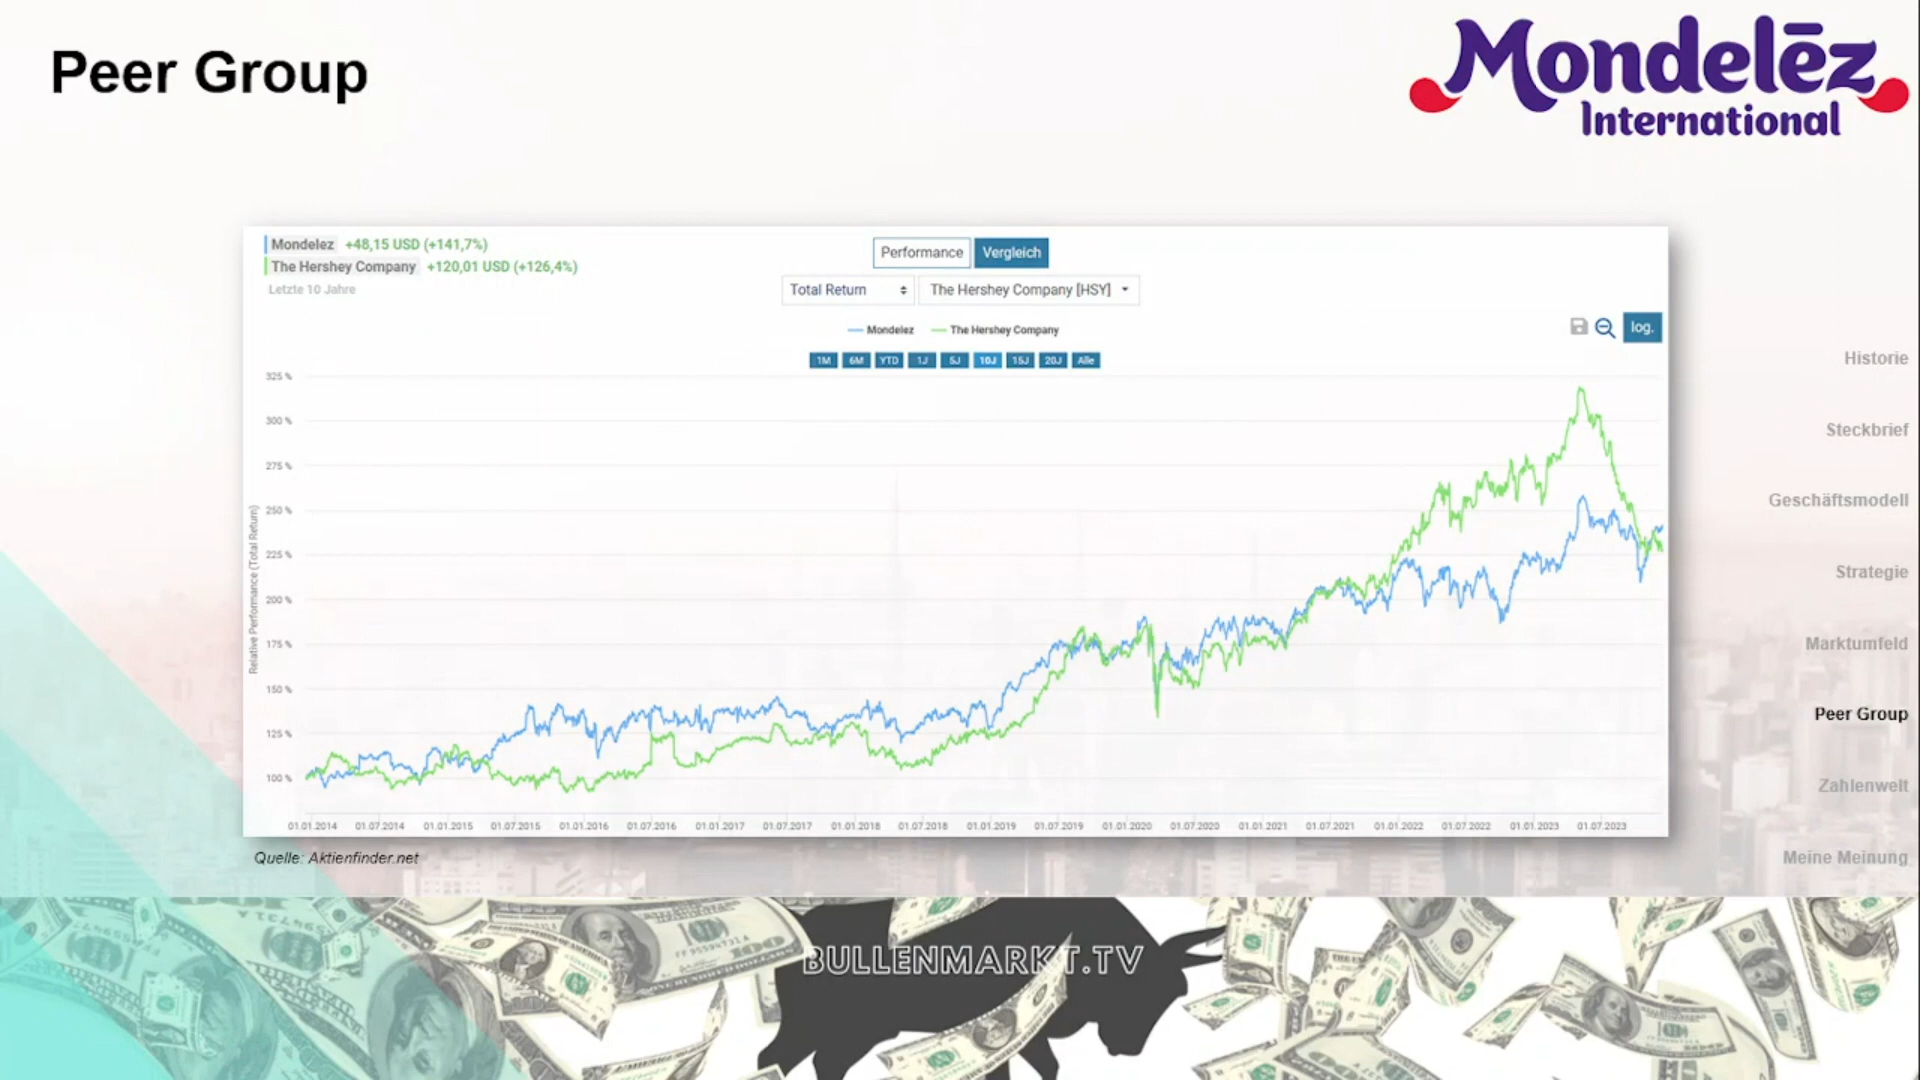 Peer Group
Mondelēz
International
Mondelez +48,15 USD (+141,7%)
The Hershey Company +120,01 USD (+126,4%)
Letzte 10 Jahre
Performance Vergleich
Total Return The Hershey Company [HSY]
Mondelez The Hershey Company
log.
1M 6M YTD 1J 5J 10J 15J 20J Alle
Relative Performance (Total Return)
325 %
300 %
275 %
250 %
225 %
200 %
175 %
150 %
125 %
100 %
01.01.2014 01.07.2014 01.01.2015 01.07.2015 01.01.2016 01.07.2016 01.01.2017 01.07.2017 01.01.2018 01.07.2018 01.01.2019 01.07.2019 01.01.2020 01.07.2020 01.01.2021 01.07.2021 01.01.2022 01.07.2022 01.01.2023 01.07.2023
Quelle: Aktienfinder.net
Historie
Steckbrief
Geschäftsmodell
Strategie
Marktumfeld
Peer Group
Zahlenwelt
Meine Meinung
BULLENMARKT.TV